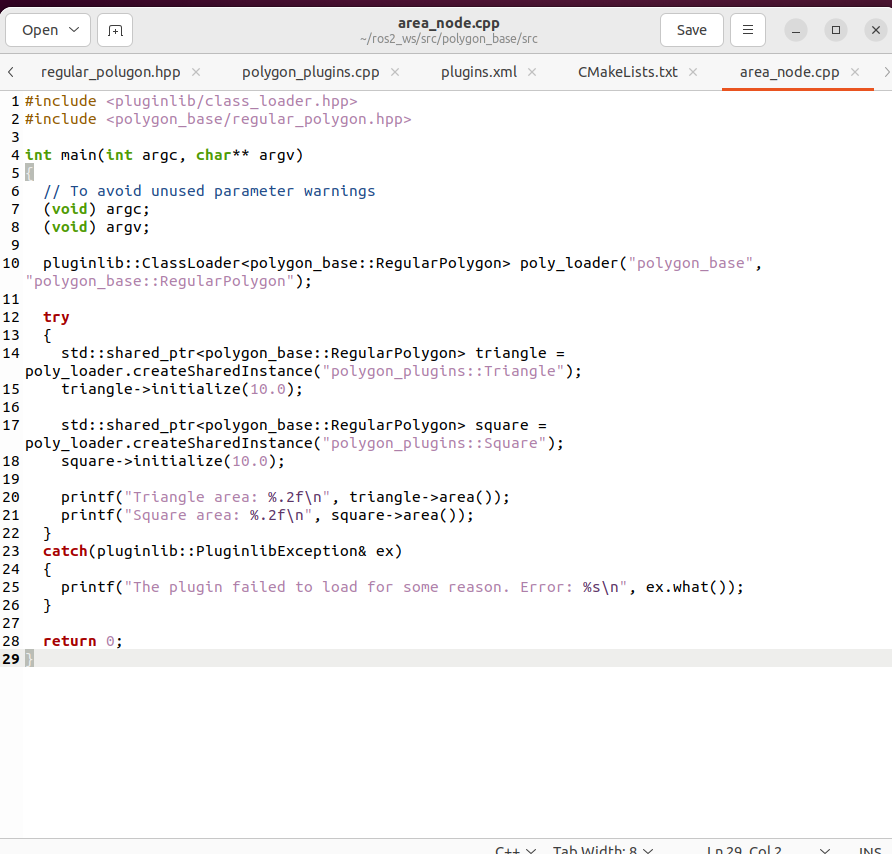 Open
area_node.cpp
~/ros2_ws/src/polygon_base/src
Save
regular_polugon.hpp
polygon_plugins.cpp
plugins.xml
CMakeLists.txt
area_node.cpp
1 #include <pluginlib/class_loader.hpp>
2 #include <polygon_base/regular_polygon.hpp>
3
4 int main(int argc, char** argv)
5 {
6   // To avoid unused parameter warnings
7   (void) argc;
8   (void) argv;
9
10   pluginlib::ClassLoader<polygon_base::RegularPolygon> poly_loader("polygon_base",
"polygon_base::RegularPolygon");
11
12   try
13   {
14     std::shared_ptr<polygon_base::RegularPolygon> triangle =
poly_loader.createSharedInstance("polygon_plugins::Triangle");
15     triangle->initialize(10.0);
16
17     std::shared_ptr<polygon_base::RegularPolygon> square =
poly_loader.createSharedInstance("polygon_plugins::Square");
18     square->initialize(10.0);
19
20     printf("Triangle area: %.2f\n", triangle->area());
21     printf("Square area: %.2f\n", square->area());
22   }
23   catch(pluginlib::PluginlibException& ex)
24   {
25     printf("The plugin failed to load for some reason. Error: %s\n", ex.what());
26   }
27
28   return 0;
29 }
C++
Tab Width: 8
Ln 29, Col 2
INS